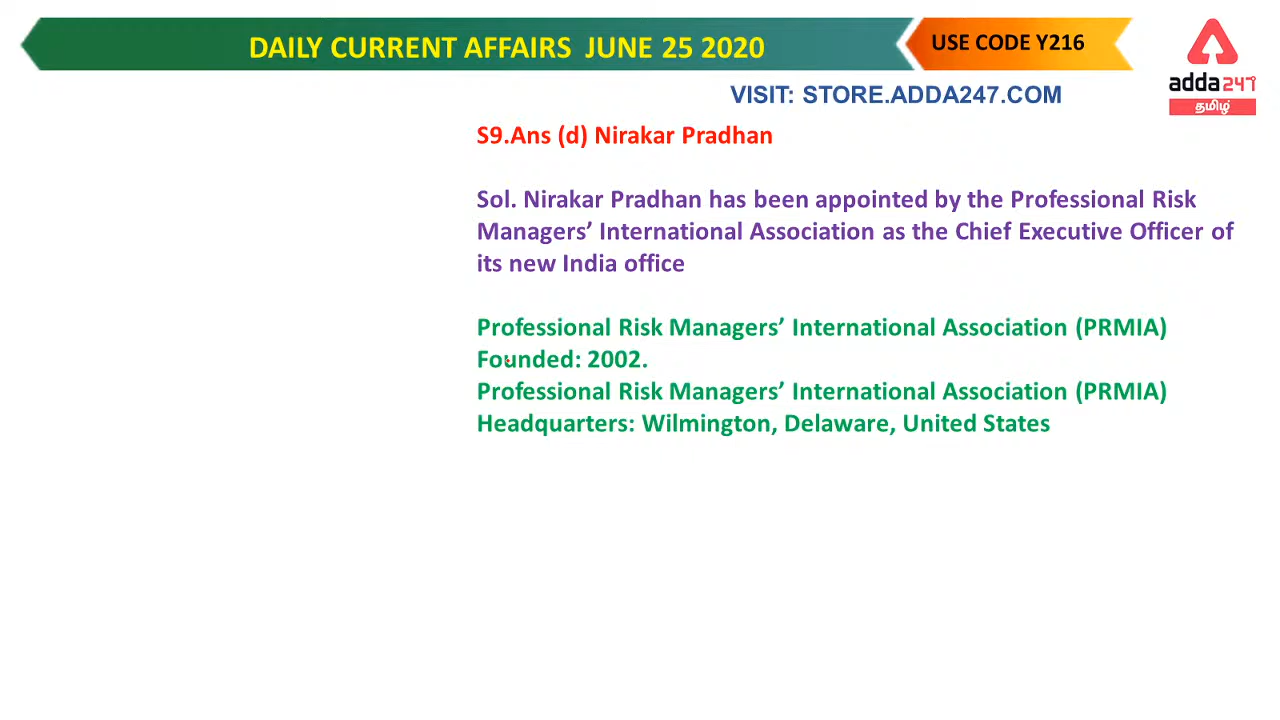 DAILY CURRENT AFFAIRS JUNE 25 2020
USE CODE Y216
adda247
தமிழ்
VISIT: STORE.ADDA247.COM
S9.Ans (d) Nirakar Pradhan
Sol. Nirakar Pradhan has been appointed by the Professional Risk
Managers’ International Association as the Chief Executive Officer of
its new India office
Professional Risk Managers’ International Association (PRMIA)
Founded: 2002.
Professional Risk Managers’ International Association (PRMIA)
Headquarters: Wilmington, Delaware, United States